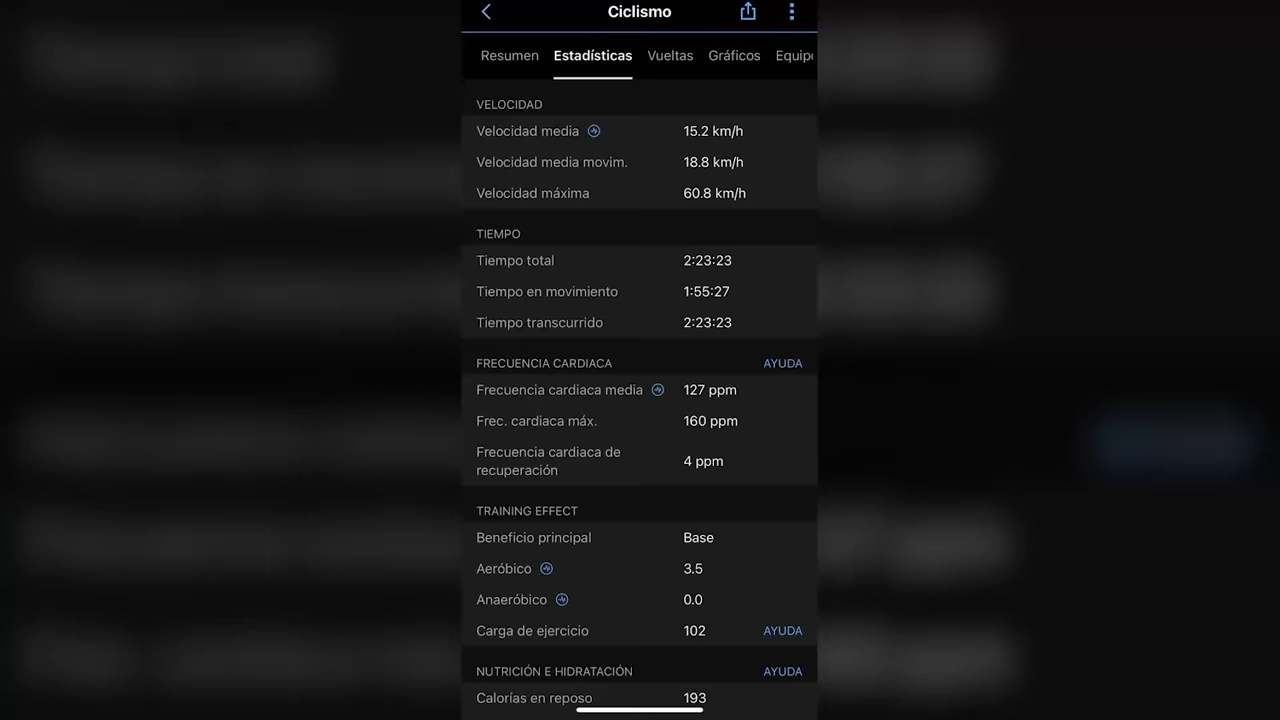 Ciclismo
Resumen Estadísticas Vueltas Gráficos Equipo
VELOCIDAD
Velocidad media 15.2 km/h
Velocidad media movim. 18.8 km/h
Velocidad máxima 60.8 km/h
TIEMPO
Tiempo total 2:23:23
Tiempo en movimiento 1:55:27
Tiempo transcurrido 2:23:23
FRECUENCIA CARDIACA AYUDA
Frecuencia cardiaca media 127 ppm
Frec. cardiaca máx. 160 ppm
Frecuencia cardiaca de
recuperación 4 ppm
TRAINING EFFECT
Beneficio principal Base
Aeróbico 3.5
Anaeróbico 0.0
Carga de ejercicio 102 AYUDA
NUTRICIÓN E HIDRATACIÓN AYUDA
Calorías en reposo 193